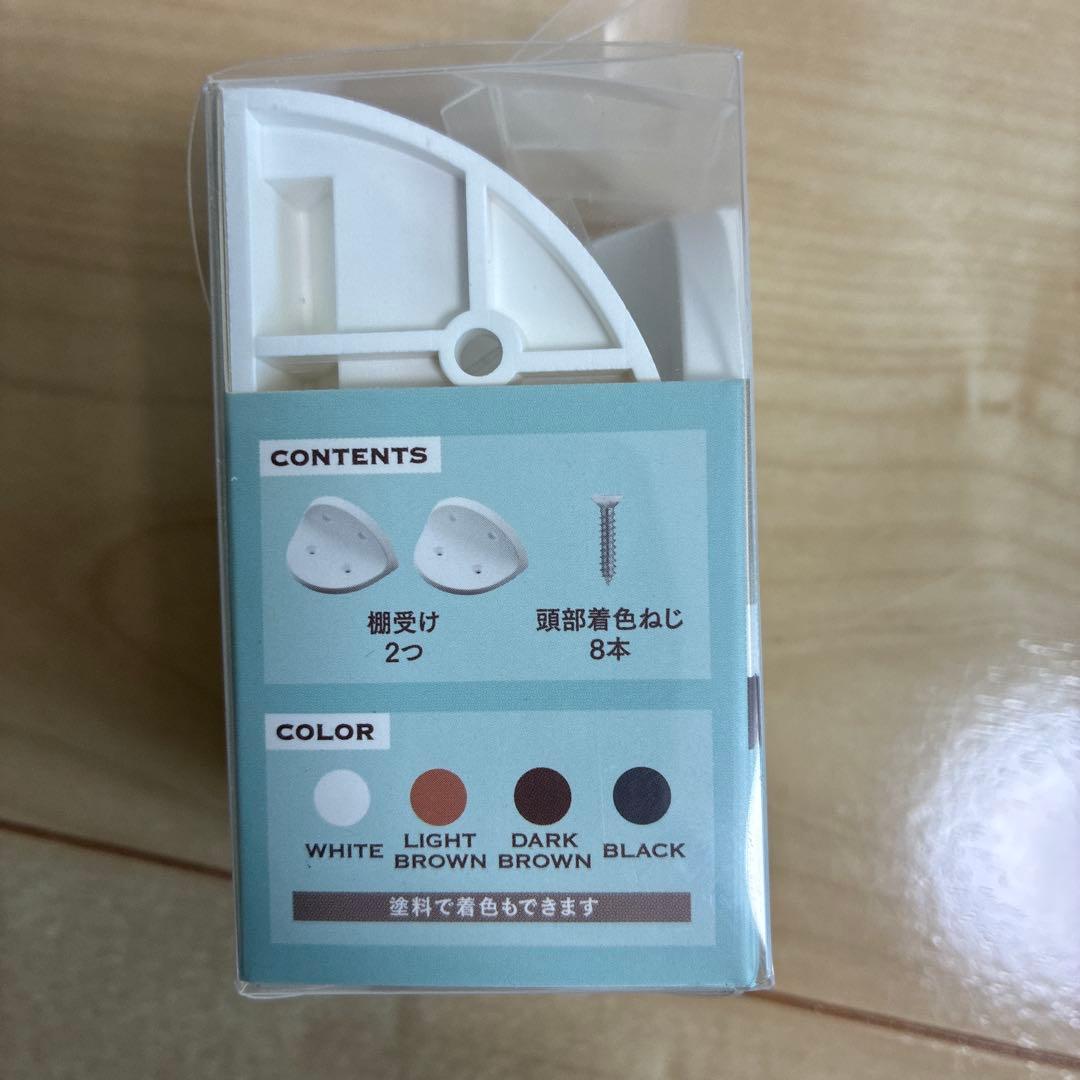 CONTENTS
棚受け
2つ
頭部着色ねじ
8本
COLOR
WHITE
LIGHT
BROWN
DARK
BROWN
BLACK
塗料で着色もできます